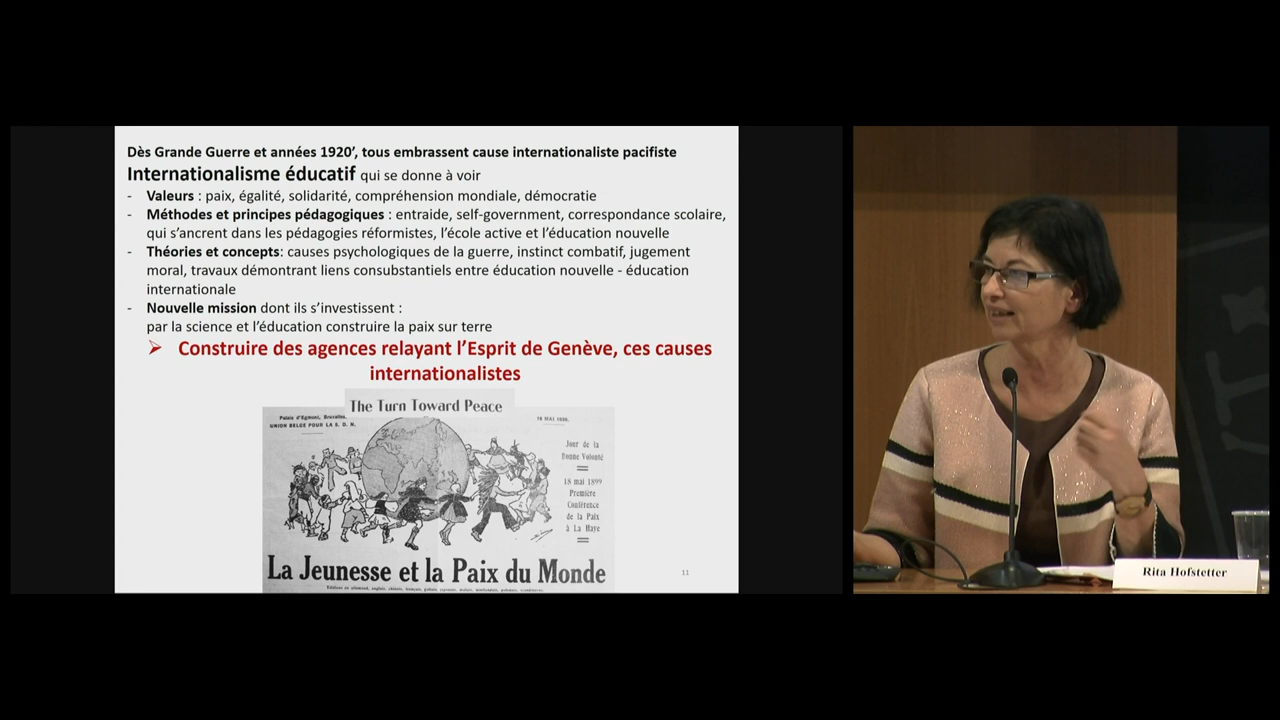 Dès Grande Guerre et années 1920’, tous embrassent cause internationaliste pacifiste
Internationalisme éducatif qui se donne à voir
- Valeurs : paix, égalité, solidarité, compréhension mondiale, démocratie
- Méthodes et principes pédagogiques : entraide, self-government, correspondance scolaire,
qui s’ancrent dans les pédagogies réformistes, l’école active et l’éducation nouvelle
- Théories et concepts: causes psychologiques de la guerre, instinct combatif, jugement
moral, travaux démontrant liens consubstantiels entre éducation nouvelle - éducation
internationale
- Nouvelle mission dont ils s’investissent :
par la science et l’éducation construire la paix sur terre
Construire des agences relayant l’Esprit de Genève, ces causes
internationalistes
The Turn Toward Peace
Palais d'Egmont, Bruxelles.
UNION BELGE POUR LA S. D. N.
18 MAI
Jour de la
Bonne Volonté
18 mai 1899
Première
Conférence
de la Paix
à La Haye
La Jeunesse et la Paix du Monde
11
Rita Hofstetter